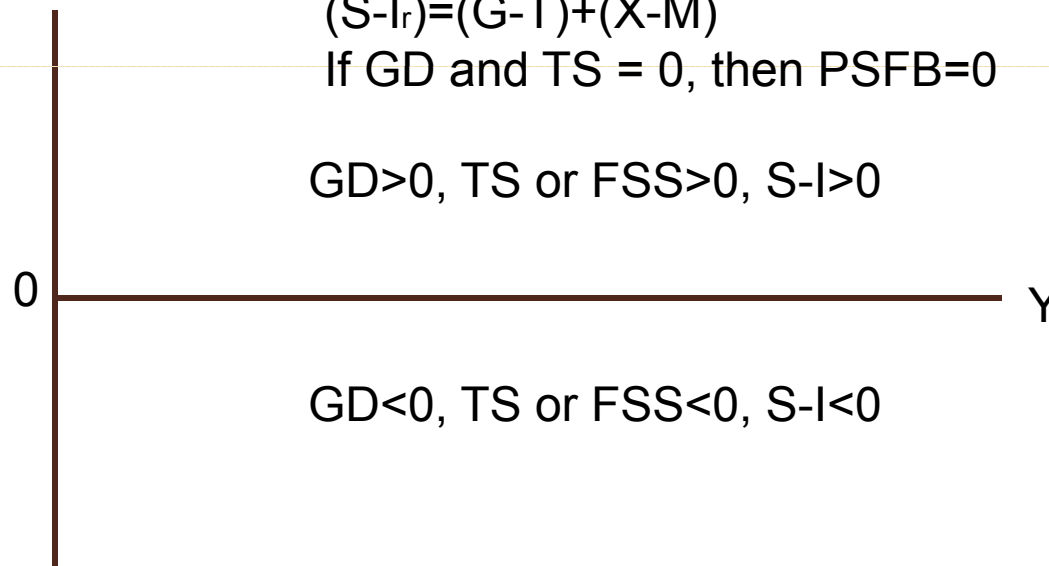 (S-Ir)=(G-T)+(X-M)
If GD and TS = 0, then PSFB=0
GD>0, TS or FSS>0, S-I>0
0
Y
GD<0, TS or FSS<0, S-I<0